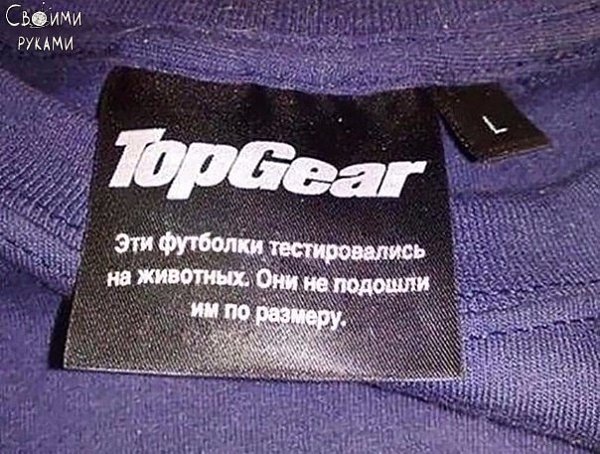 Своими
руками
TopGear
L
Эти футболки тестировались
на животных. Они не подошли
им по размеру.